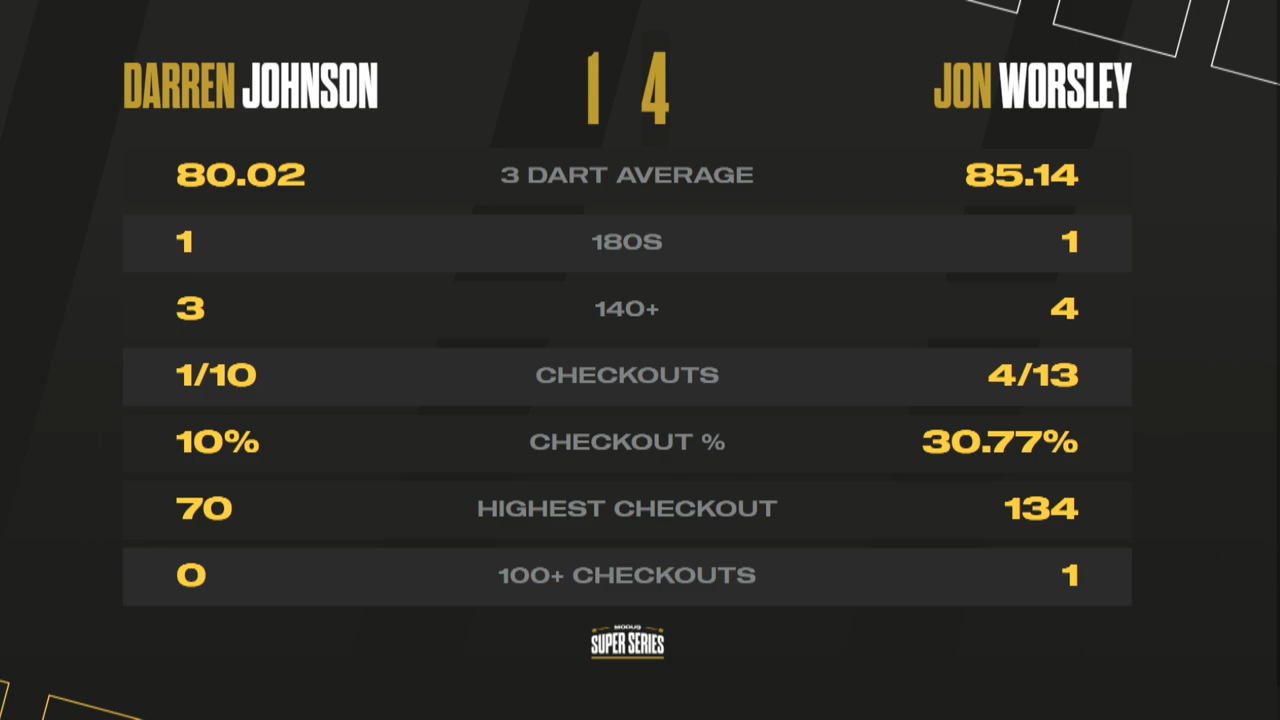 DARREN JOHNSON 1 4 JON WORSLEY
80.02 3 DART AVERAGE 85.14
1 180S 1
3 140+ 4
1/10 CHECKOUTS 4/13
10% CHECKOUT % 30.77%
70 HIGHEST CHECKOUT 134
0 100+ CHECKOUTS 1
MODUS
SUPER SERIES